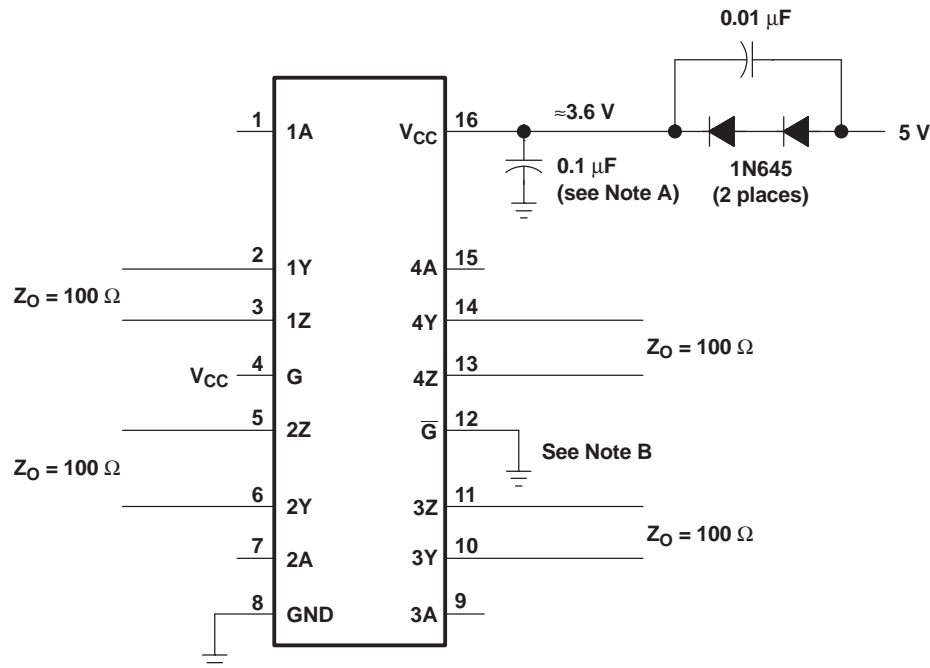 0.01 μF
1
1A
VCC
16
≈3.6 V
5 V
0.1 μF
(see Note A)
1N645
(2 places)
2
1Y
4A
15
ZO = 100 Ω
3
1Z
4Y
14
ZO = 100 Ω
VCC
4
G
4Z
13
5
2Z
G̅
12
See Note B
ZO = 100 Ω
6
2Y
3Z
11
ZO = 100 Ω
7
2A
3Y
10
8
GND
3A
9